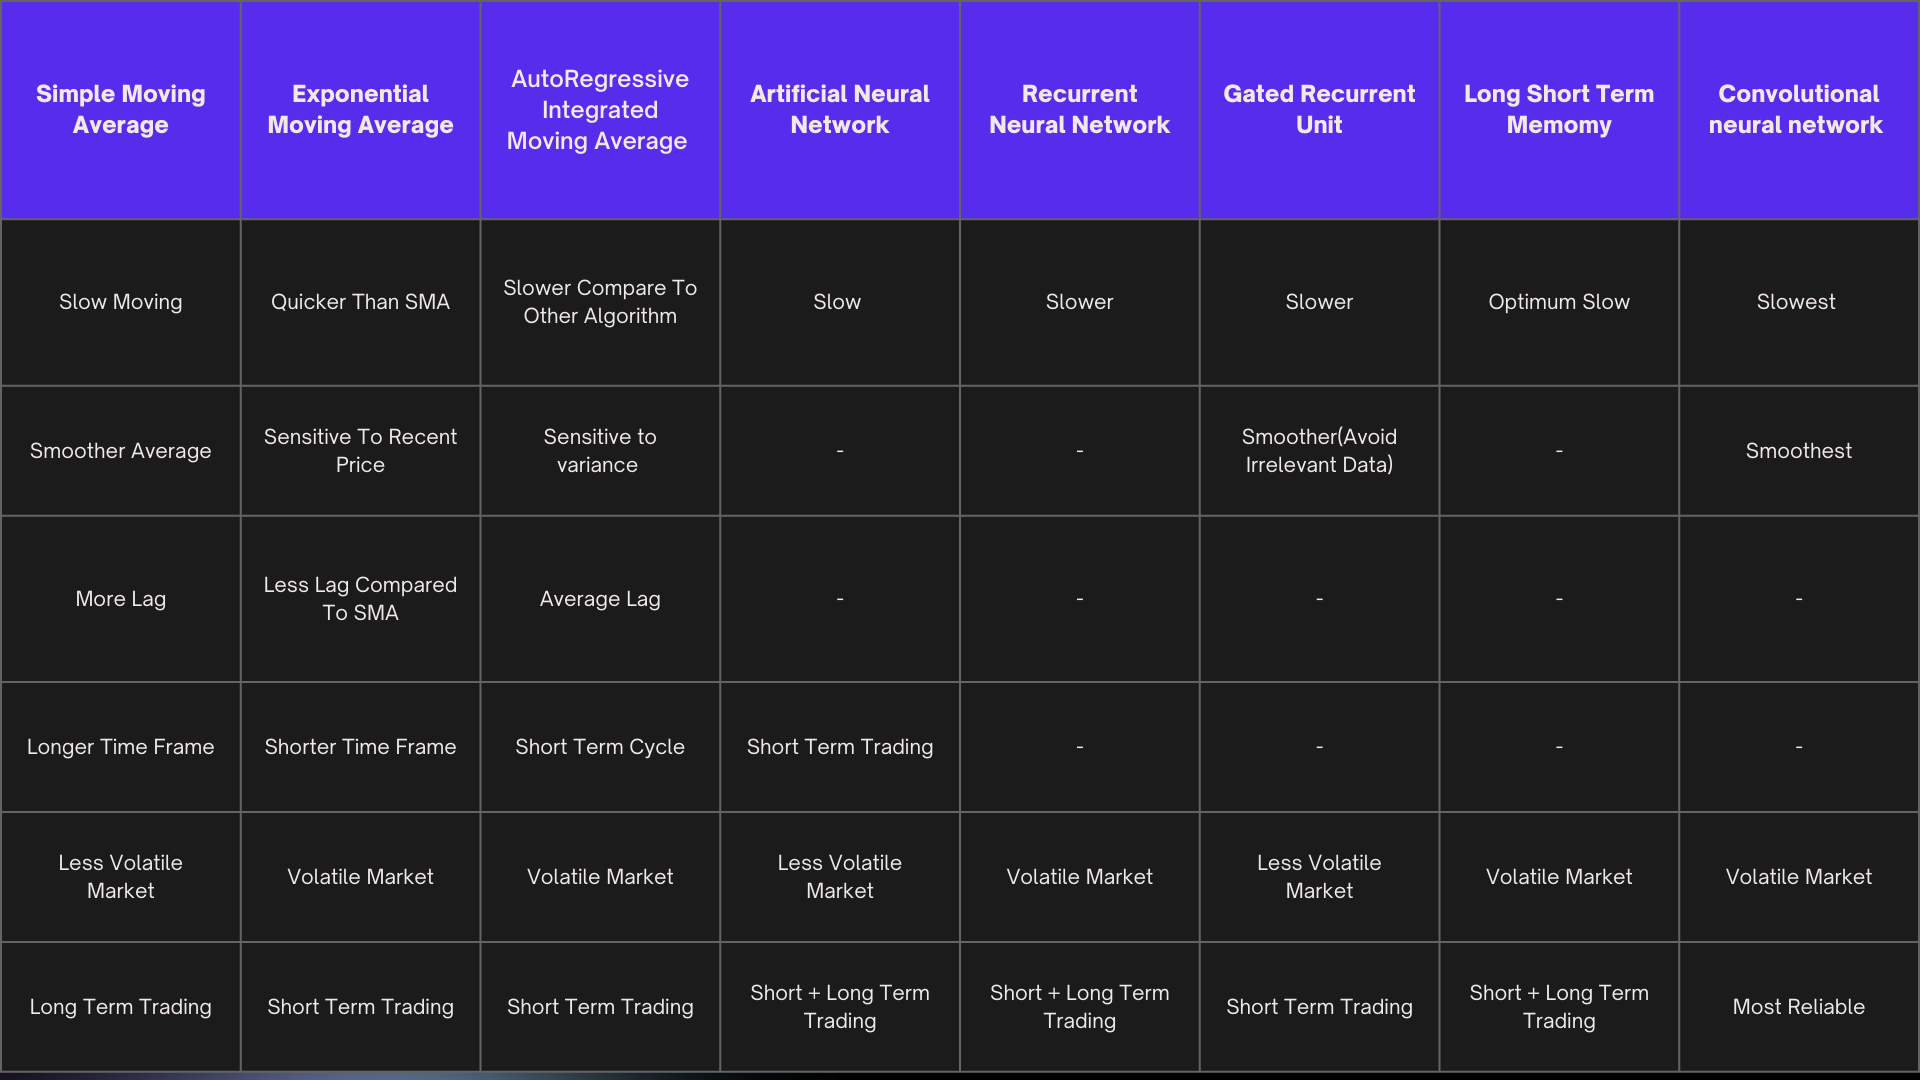 Simple Moving
Average
Exponential
Moving Average
AutoRegressive
Integrated
Moving Average
Artificial Neural
Network
Recurrent
Neural Network
Gated Recurrent
Unit
Long Short Term
Memomy
Convolutional
neural network
Slow Moving
Quicker Than SMA
Slower Compare To
Other Algorithm
Slow
Slower
Slower
Optimum Slow
Slowest
Smoother Average
Sensitive To Recent
Price
Sensitive to
variance
-
-
Smoother(Avoid
Irrelevant Data)
-
Smoothest
More Lag
Less Lag Compared
To SMA
Average Lag
-
-
-
-
-
Longer Time Frame
Shorter Time Frame
Short Term Cycle
Short Term Trading
-
-
-
-
Less Volatile
Market
Volatile Market
Volatile Market
Less Volatile
Market
Volatile Market
Less Volatile
Market
Volatile Market
Volatile Market
Long Term Trading
Short Term Trading
Short Term Trading
Short + Long Term
Trading
Short + Long Term
Trading
Short Term Trading
Short + Long Term
Trading
Most Reliable